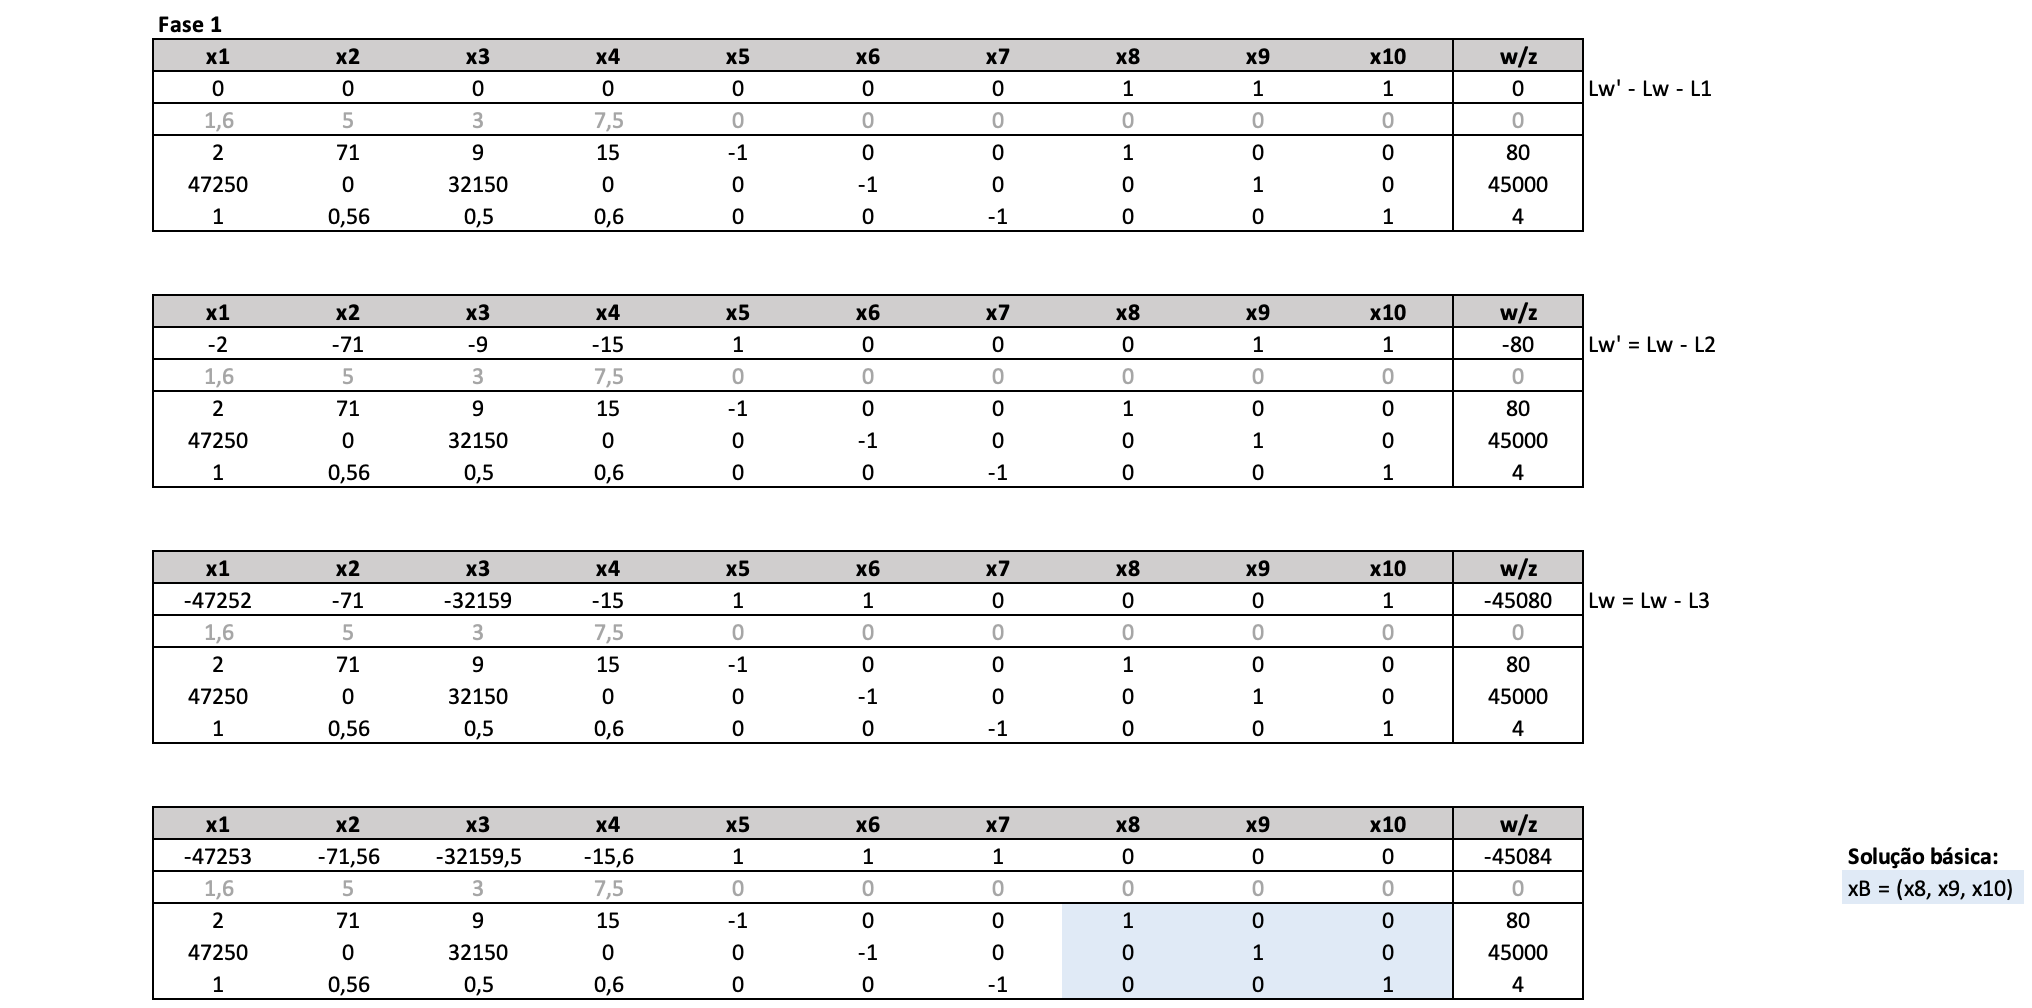 Fase 1
x1 x2 x3 x4 x5 x6 x7 x8 x9 x10 w/z
0 0 0 0 0 0 0 1 1 1 0 Lw' - Lw - L1
1,6 5 3 7,5 0 0 0 0 0 0 0
2 71 9 15 -1 0 0 1 0 0 80
47250 0 32150 0 0 -1 0 0 1 0 45000
1 0,56 0,5 0,6 0 0 -1 0 0 1 4
x1 x2 x3 x4 x5 x6 x7 x8 x9 x10 w/z
-2 -71 -9 -15 1 0 0 0 1 1 -80 Lw' = Lw - L2
1,6 5 3 7,5 0 0 0 0 0 0 0
2 71 9 15 -1 0 0 1 0 0 80
47250 0 32150 0 0 -1 0 0 1 0 45000
1 0,56 0,5 0,6 0 0 -1 0 0 1 4
x1 x2 x3 x4 x5 x6 x7 x8 x9 x10 w/z
-47252 -71 -32159 -15 1 1 0 0 0 1 -45080 Lw = Lw - L3
1,6 5 3 7,5 0 0 0 0 0 0 0
2 71 9 15 -1 0 0 1 0 0 80
47250 0 32150 0 0 -1 0 0 1 0 45000
1 0,56 0,5 0,6 0 0 -1 0 0 1 4
x1 x2 x3 x4 x5 x6 x7 x8 x9 x10 w/z
-47253 -71,56 -32159,5 -15,6 1 1 1 0 0 0 -45084 Solução básica:
1,6 5 3 7,5 0 0 0 0 0 0 0 xB = (x8, x9, x10)
2 71 9 15 -1 0 0 1 0 0 80
47250 0 32150 0 0 -1 0 0 1 0 45000
1 0,56 0,5 0,6 0 0 -1 0 0 1 4